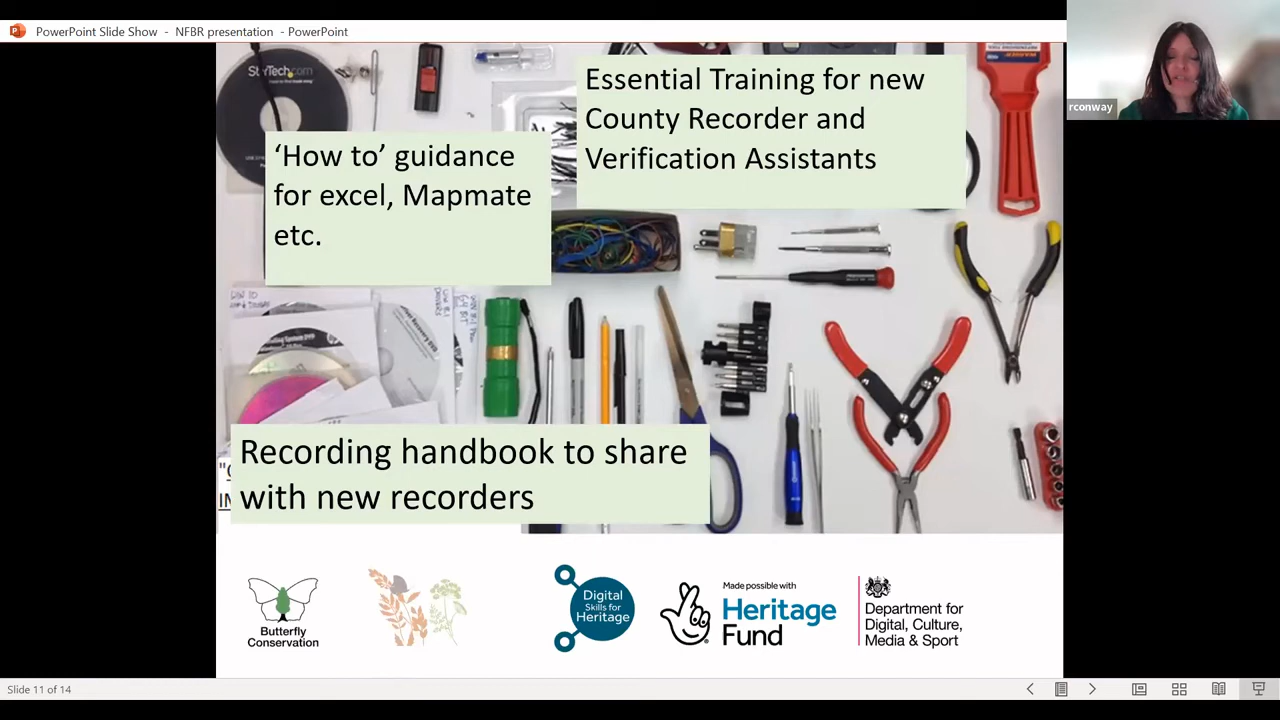 PowerPoint Slide Show - NFBR presentation - PowerPoint
rconway
StarTech.com
Essential Training for new
County Recorder and
Verification Assistants
‘How to’ guidance
for excel, Mapmate
etc.
Recording handbook to share
with new recorders
Butterfly
Conservation
Digital
Skills for
Heritage
Made possible with
Heritage
Fund
Department for
Digital, Culture,
Media & Sport
Slide 11 of 14